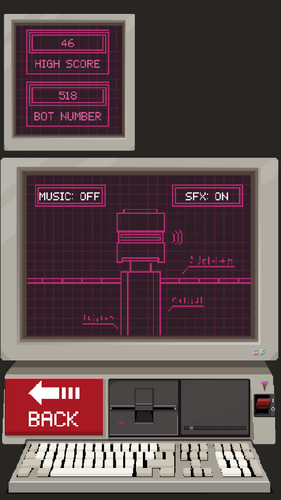 46
HIGH SCORE
518
BOT NUMBER
MUSIC: OFF
SFX: ON
BACK